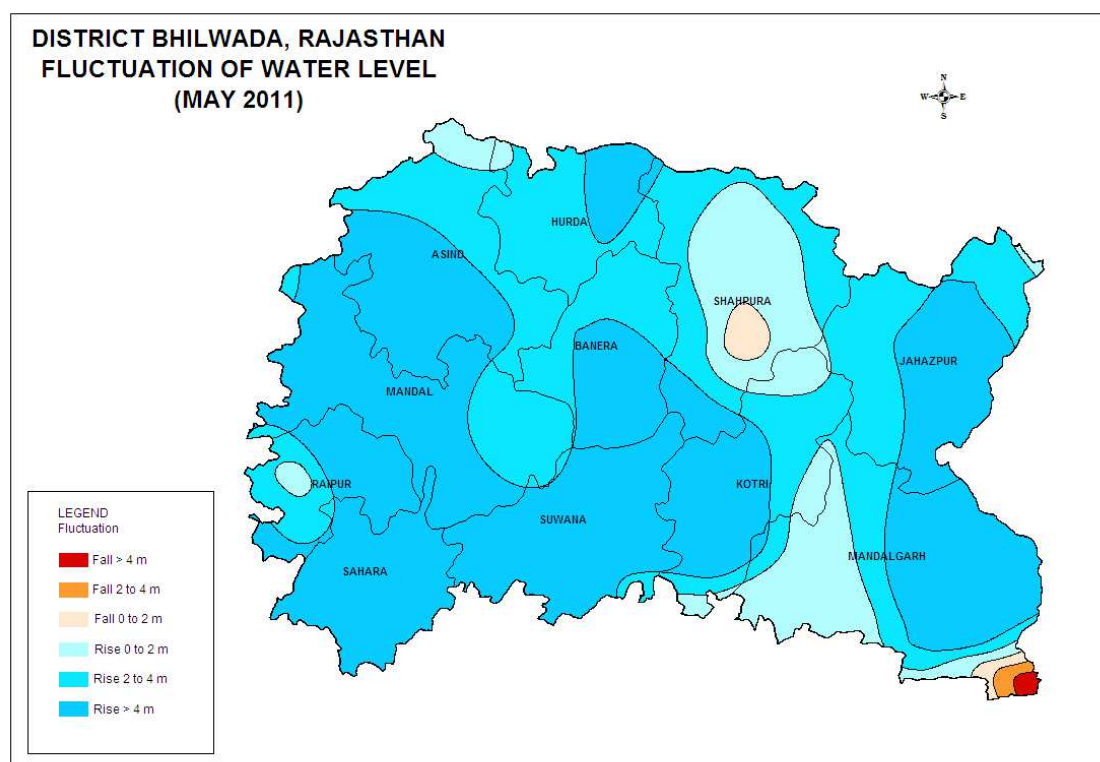 DISTRICT BHILWADA, RAJASTHAN
FLUCTUATION OF WATER LEVEL
(MAY 2011)
N
W E
S
HURDA
ASIND
SHAHPURA
BANERA
JAHAZPUR
MANDAL
RAIPUR
KOTRI
SUWANA
MANDALGARH
SAHARA
LEGEND
Fluctuation
Fall > 4 m
Fall 2 to 4 m
Fall 0 to 2 m
Rise 0 to 2 m
Rise 2 to 4 m
Rise > 4 m